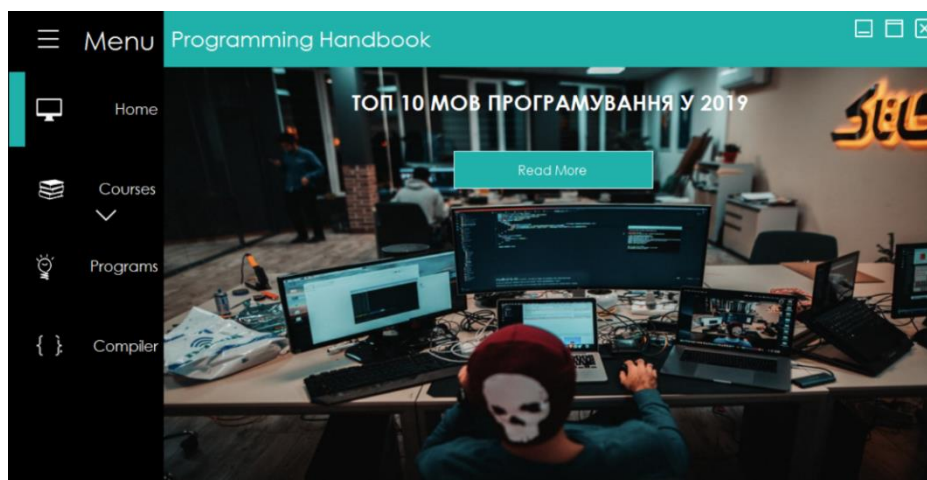 Menu
Programming Handbook
Home
Courses
Programs
{ }; Compiler
ТОП 10 МОВ ПРОГРАМУВАННЯ У 2019
Read More